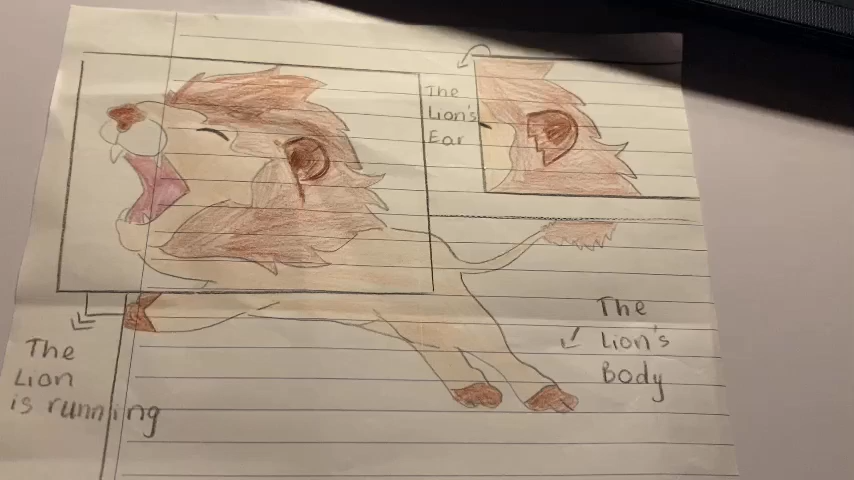 The
Lion's
Ear
The
Lion's
Body
The
Lion
is running